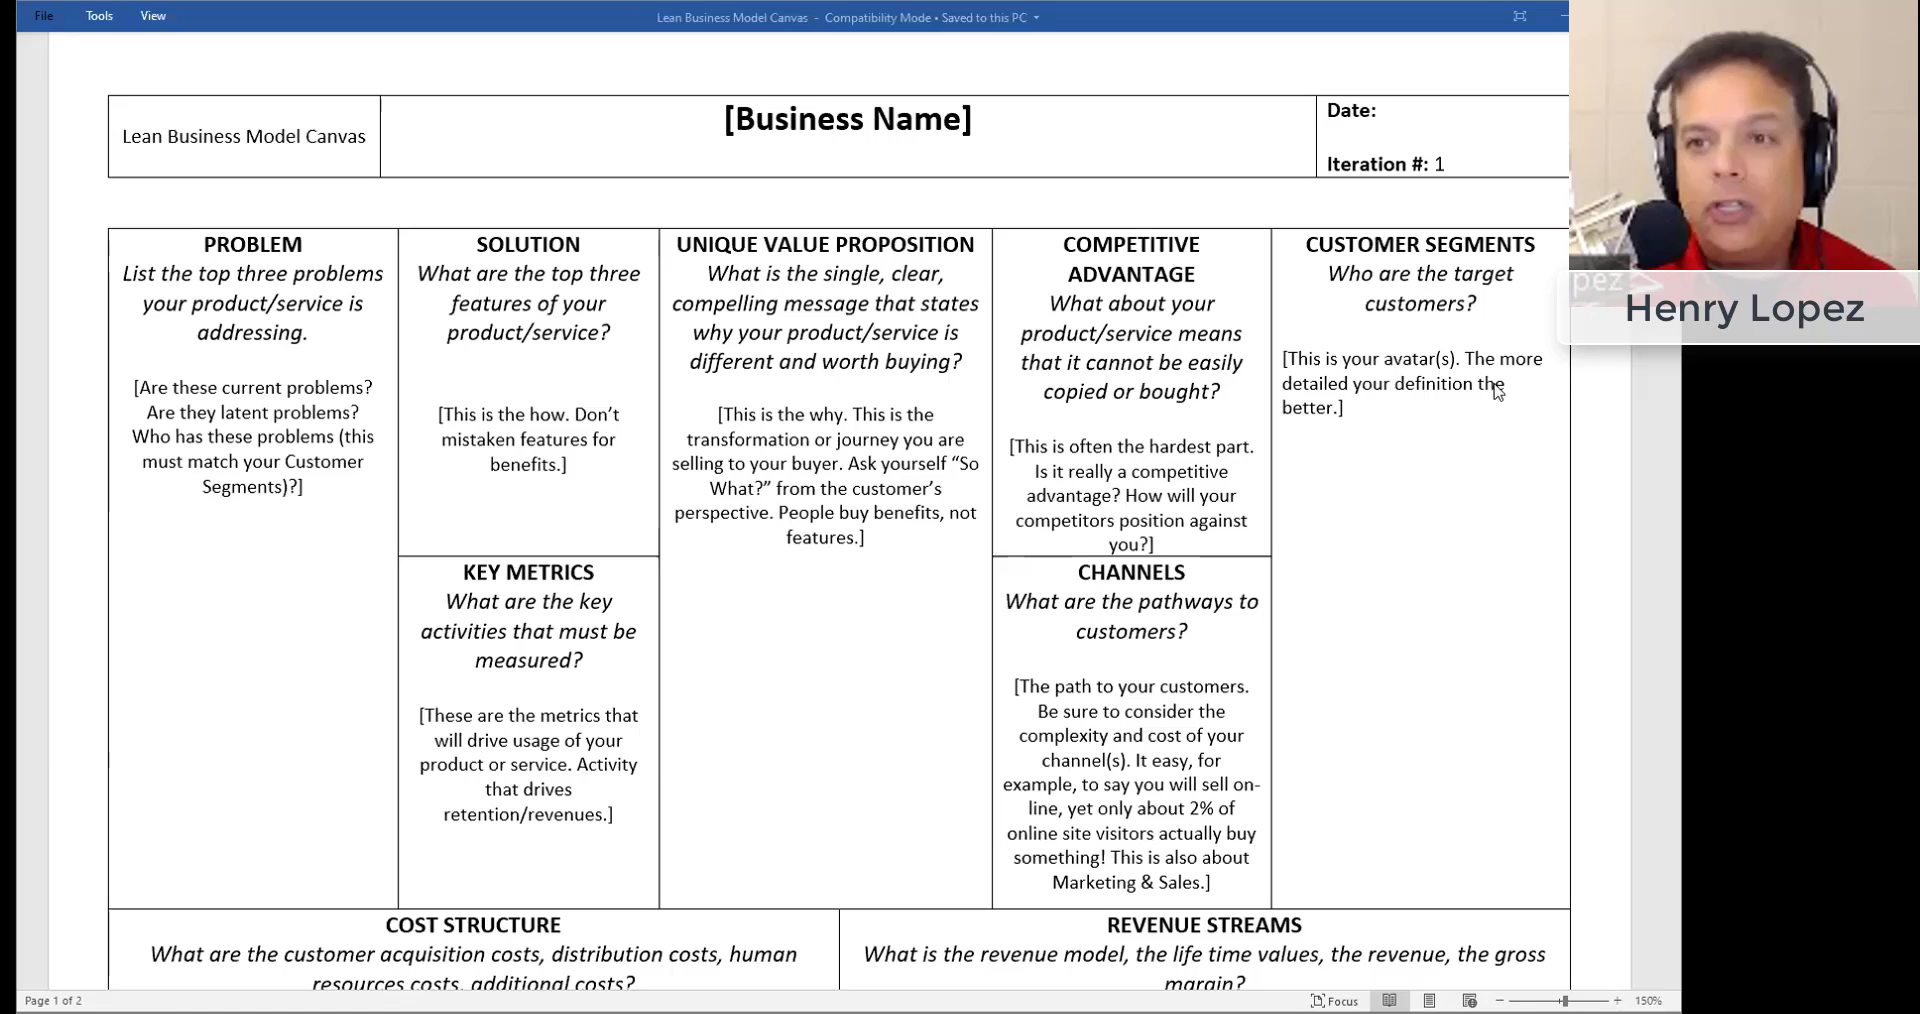 File Tools View
Lean Business Model Canvas - Compatibility Mode • Saved to this PC
Lean Business Model Canvas
[Business Name]
Date:
Iteration #: 1
PROBLEM
List the top three problems
your product/service is
addressing.
[Are these current problems?
Are they latent problems?
Who has these problems (this
must match your Customer
Segments)?]
SOLUTION
What are the top three
features of your
product/service?
[This is the how. Don’t
mistaken features for
benefits.]
KEY METRICS
What are the key
activities that must be
measured?
[These are the metrics that
will drive usage of your
product or service. Activity
that drives
retention/revenues.]
UNIQUE VALUE PROPOSITION
What is the single, clear,
compelling message that states
why your product/service is
different and worth buying?
[This is the why. This is the
transformation or journey you are
selling to your buyer. Ask yourself “So
What?” from the customer’s
perspective. People buy benefits, not
features.]
COMPETITIVE
ADVANTAGE
What about your
product/service means
that it cannot be easily
copied or bought?
[This is often the hardest part.
Is it really a competitive
advantage? How will your
competitors position against
you?]
CHANNELS
What are the pathways to
customers?
[The path to your customers.
Be sure to consider the
complexity and cost of your
channel(s). It easy, for
example, to say you will sell on-
line, yet only about 2% of
online site visitors actually buy
something! This is also about
Marketing & Sales.]
CUSTOMER SEGMENTS
Who are the target
customers?
[This is your avatar(s). The more
detailed your definition the
better.]
pez
Henry Lopez
COST STRUCTURE
What are the customer acquisition costs, distribution costs, human
resources costs, additional costs?
REVENUE STREAMS
What is the revenue model, the life time values, the revenue, the gross
margin?
Page 1 of 2
Focus
150%